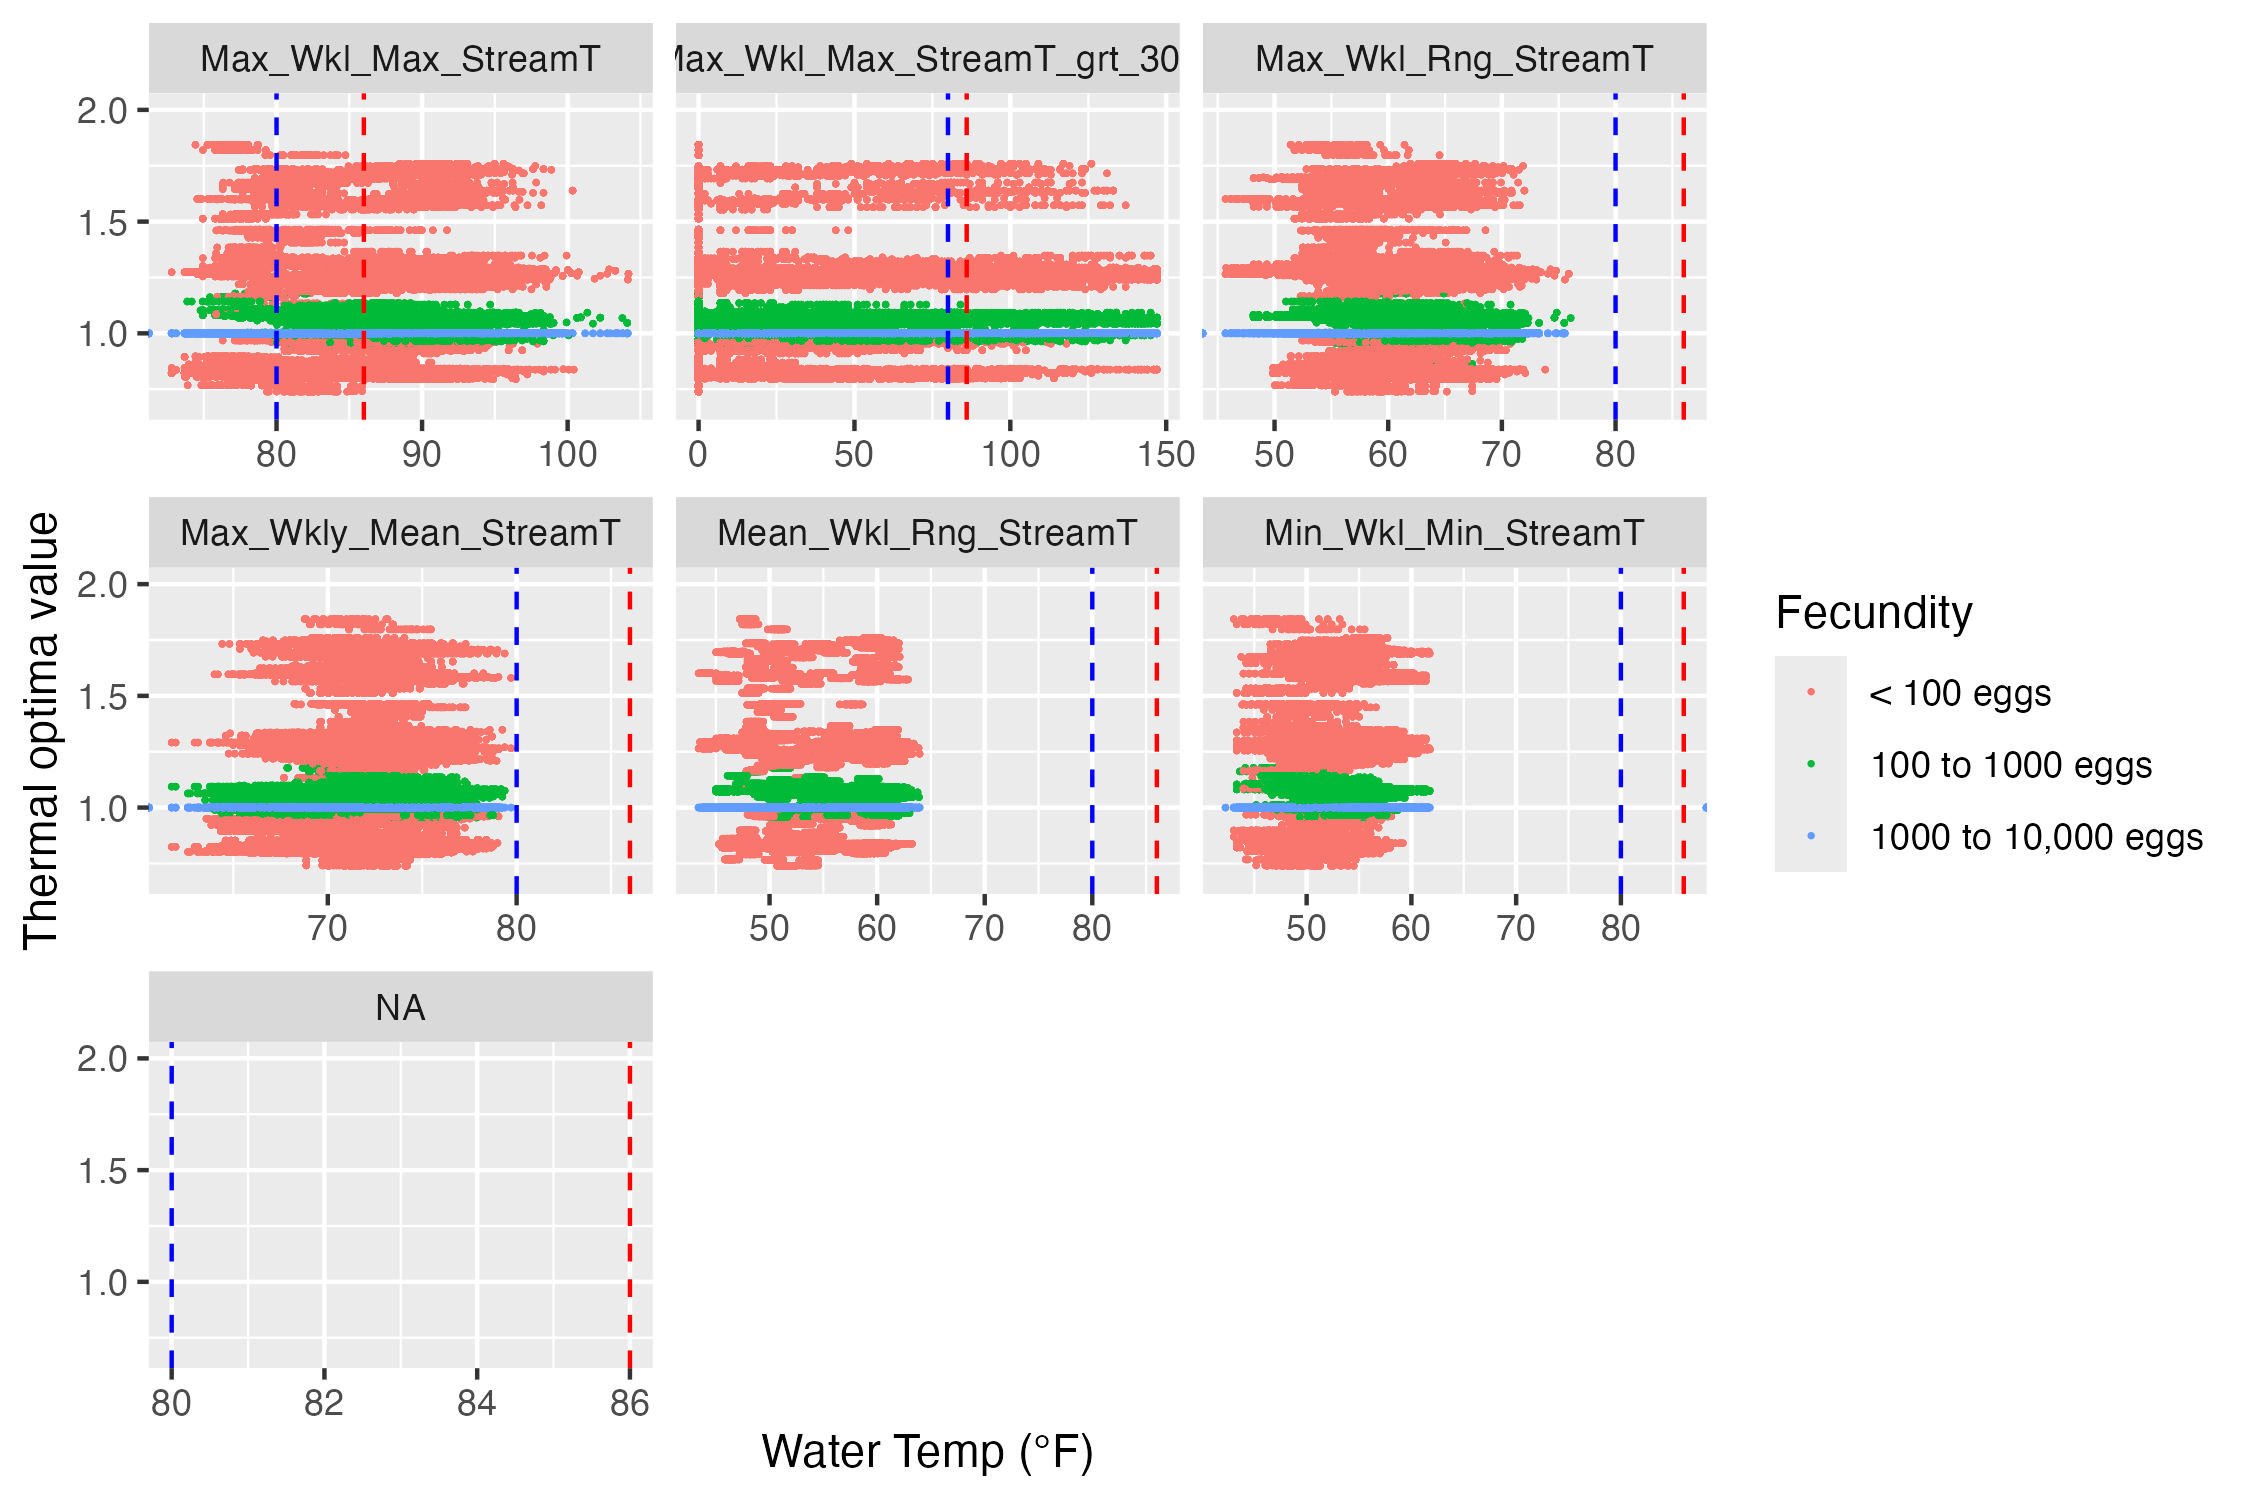 Max_Wkl_Max_StreamT
Max_Wkl_Max_StreamT_grt_30
Max_Wkl_Rng_StreamT
2.0
1.5
1.0
80 90 100
0 50 100 150
50 60 70 80
Max_Wkly_Mean_StreamT
Mean_Wkl_Rng_StreamT
Min_Wkl_Min_StreamT
2.0
1.5
1.0
70 80
50 60 70 80
50 60 70 80
NA
2.0
1.5
1.0
80 82 84 86
Thermal optima value
Water Temp (°F)
Fecundity
< 100 eggs
100 to 1000 eggs
1000 to 10,000 eggs